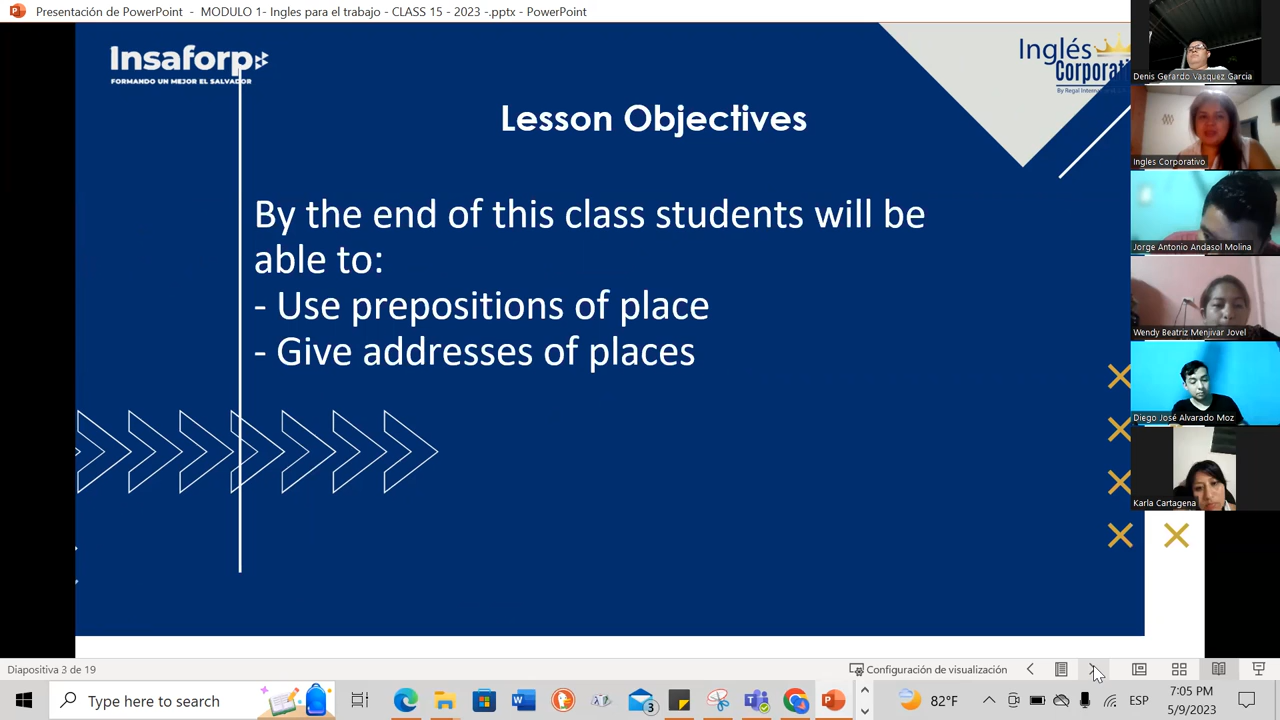 Presentación de PowerPoint - MODULO 1- Ingles para el trabajo - CLASS 15 - 2023 -.pptx - PowerPoint
Insaforp
FORMANDO UN MEJOR EL SALVADOR
Inglés
Corporati
By Regal Internati
Lesson Objectives
By the end of this class students will be
able to:
- Use prepositions of place
- Give addresses of places
Denis Gerardo Vasquez Garcia
Ingles Corporativo
Jorge Antonio Andasol Molina
Wendy Beatriz Menjivar Jovel
Diego José Alvarado Moz
Karla Cartagena
Diapositiva 3 de 19
Configuración de visualización
Type here to search
3
82°F
ESP
7:05 PM
5/9/2023